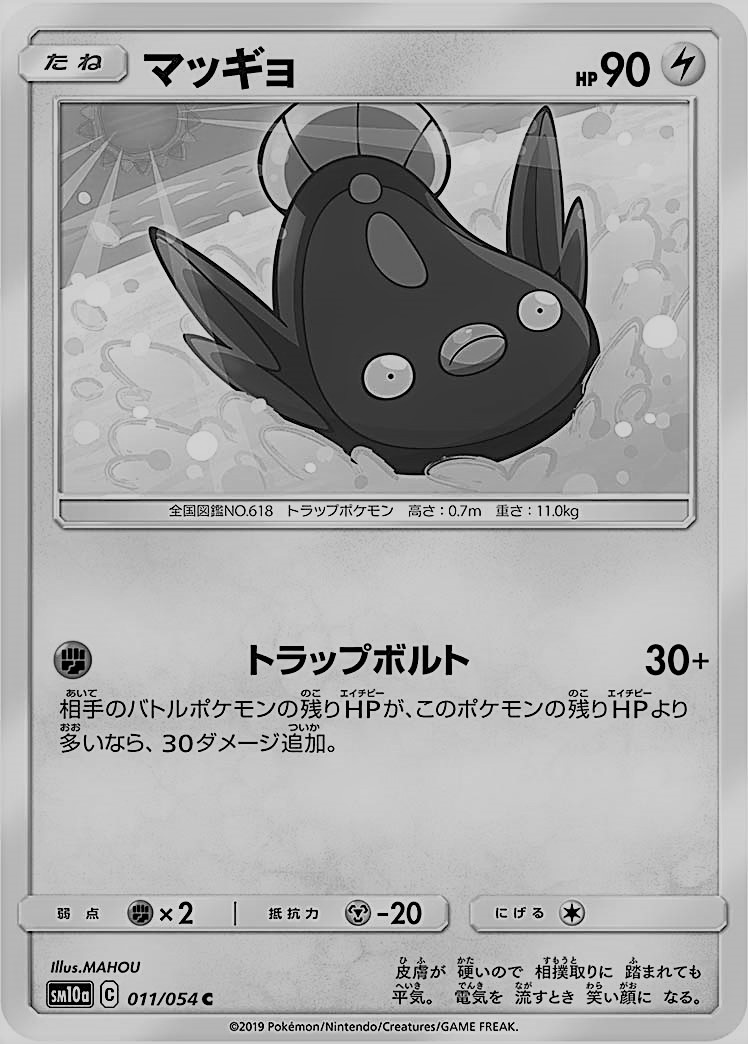 たね マッギョ HP90
全国図鑑NO.618 トラップポケモン 高さ:0.7m 重さ:11.0kg
トラップボルト 30+
相手のバトルポケモンの残りHPが、このポケモンの残りHPより
多いなら、30ダメージ追加。
弱点 ×2 抵抗力 -20 にげる
Illus.MAHOU
皮膚が 硬いので 相撲取りに 踏まれても
平気。 電気を 流すとき 笑い顔に なる。
SM10a C 011/054 C
©2019 Pokémon/Nintendo/Creatures/GAME FREAK.